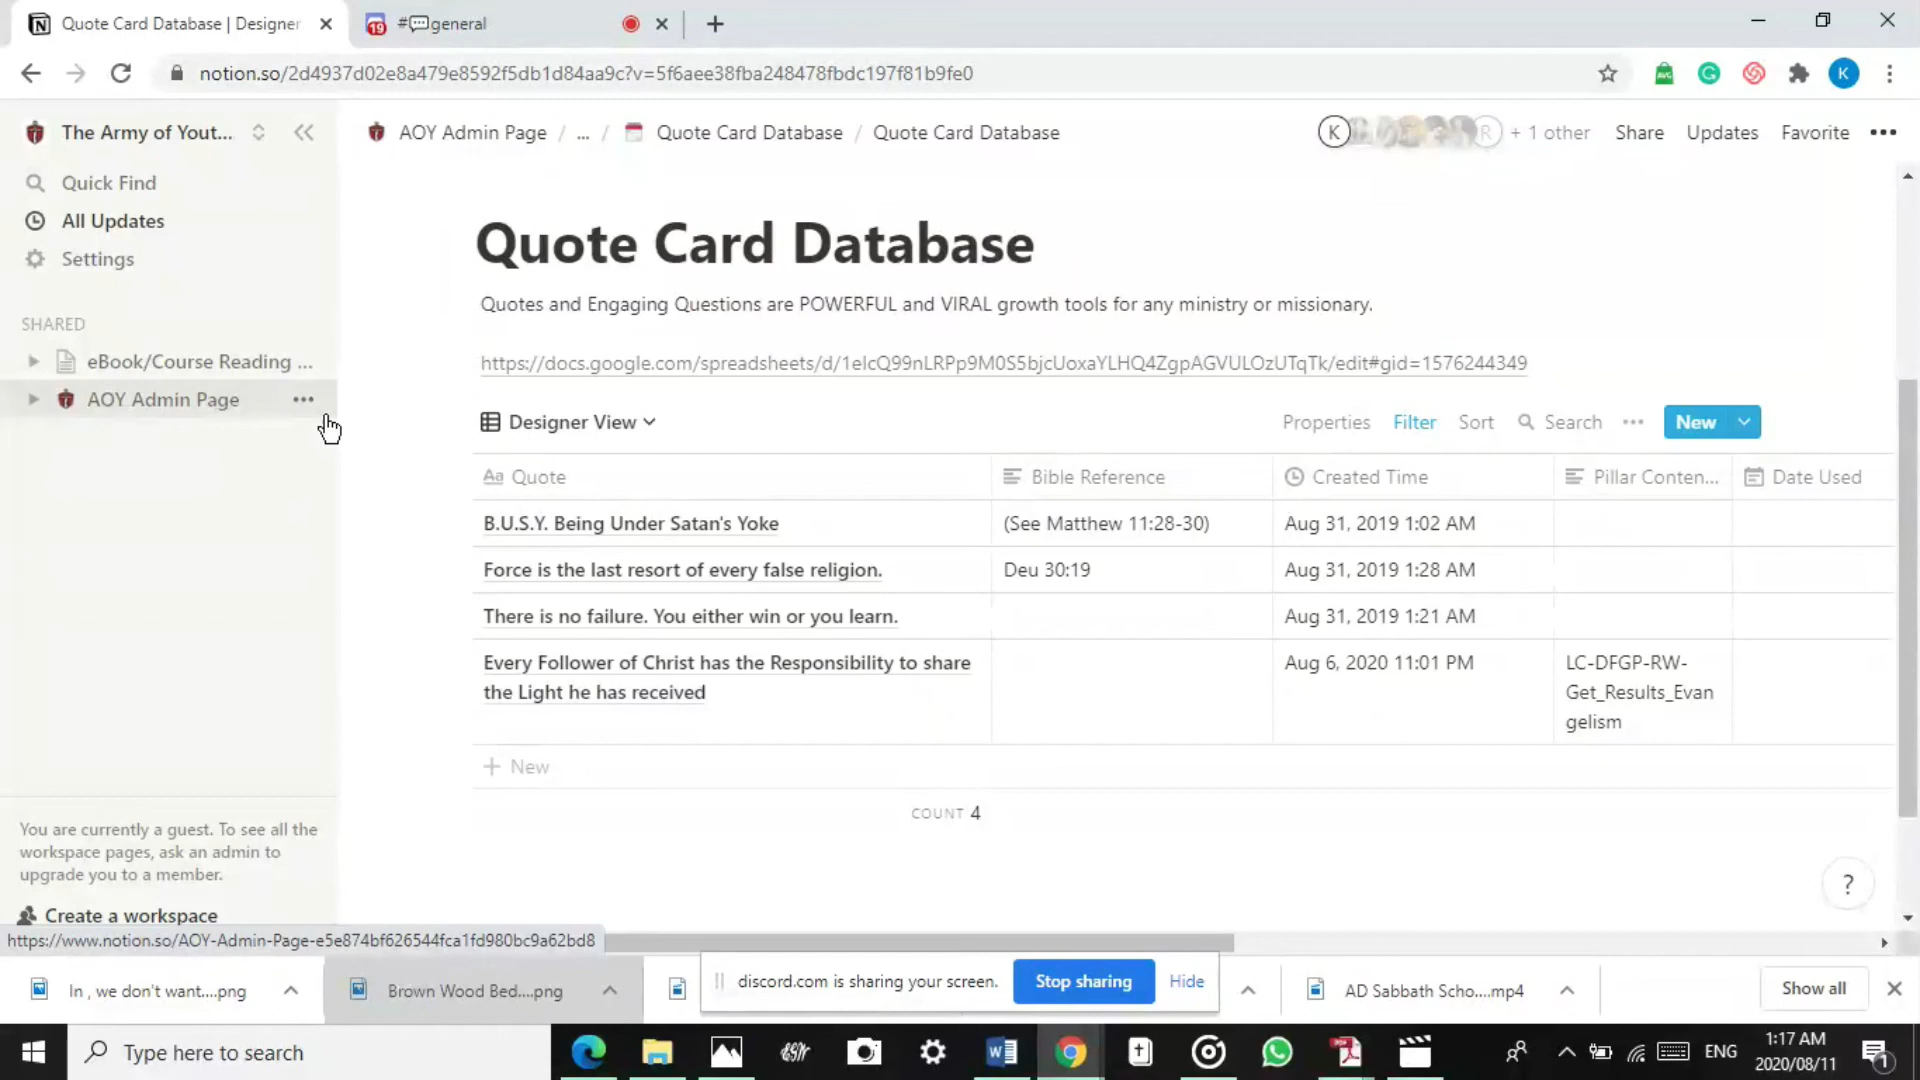 Quote Card Database | Designer
19
#💬general
notion.so/2d4937d02e8a479e8592f5db1d84aa9c?v=5f6aee38fba248478fbdc197f81b9fe0
AVG
G
K
The Army of Yout...
AOY Admin Page / ... / Quote Card Database / Quote Card Database
K
R
+ 1 other
Share
Updates
Favorite
Quick Find
All Updates
Settings
SHARED
eBook/Course Reading ...
AOY Admin Page
Quote Card Database
Quotes and Engaging Questions are POWERFUL and VIRAL growth tools for any ministry or missionary.
https://docs.google.com/spreadsheets/d/1elcQ99nLRPp9M0S5bjcUoxaYLHQ4ZgpAGVULOzUTqTk/edit#gid=1576244349
Designer View
Properties
Filter
Sort
Search
New
Aa Quote
Bible Reference
Created Time
Pillar Conten...
Date Used
B.U.S.Y. Being Under Satan's Yoke
(See Matthew 11:28-30)
Aug 31, 2019 1:02 AM
Force is the last resort of every false religion.
Deu 30:19
Aug 31, 2019 1:28 AM
There is no failure. You either win or you learn.
Aug 31, 2019 1:21 AM
Every Follower of Christ has the Responsibility to share
the Light he has received
Aug 6, 2020 11:01 PM
LC-DFGP-RW-
Get_Results_Evan
gelism
+ New
COUNT 4
You are currently a guest. To see all the
workspace pages, ask an admin to
upgrade you to a member.
Create a workspace
?
https://www.notion.so/AOY-Admin-Page-e5e874bf626544fca1fd980bc9a62bd8
In , we don't want....png
Brown Wood Bed....png
discord.com is sharing your screen.
Stop sharing
Hide
AD Sabbath Scho....mp4
Show all
Type here to search
ENG
1:17 AM
2020/08/11
1